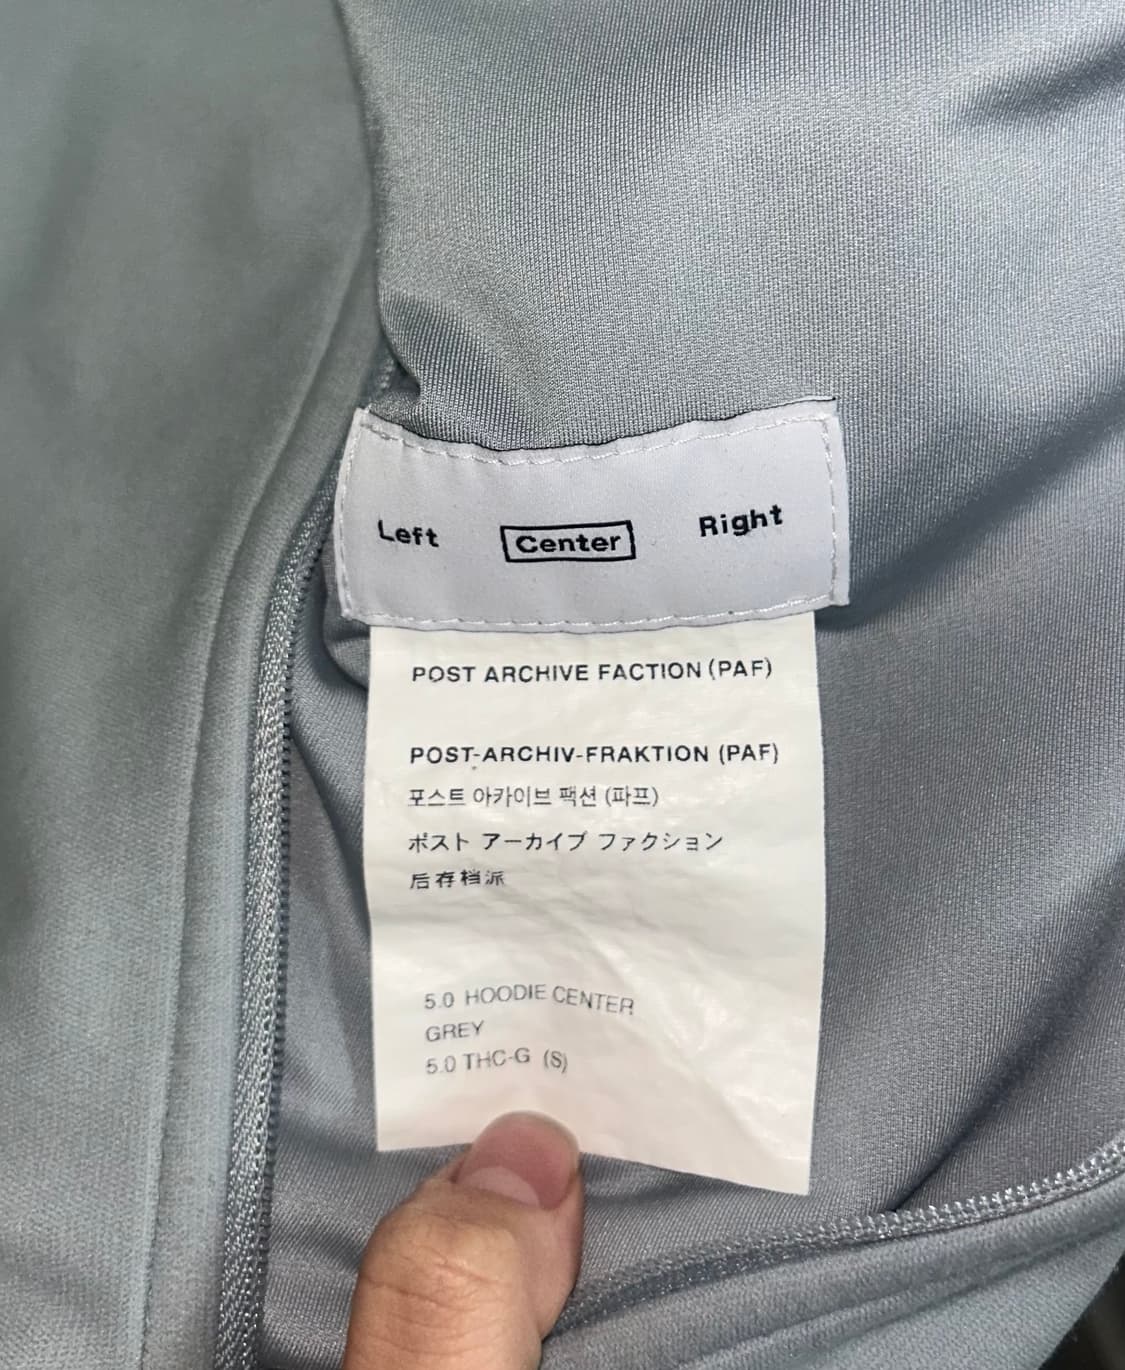 Left Center Right
POST ARCHIVE FACTION (PAF)
POST-ARCHIV-FRAKTION (PAF)
포스트 아카이브 팩션 (파프)
ポスト アーカイブ ファクション
后存档派
5.0 HOODIE CENTER
GREY
5.0 THC-G (S)